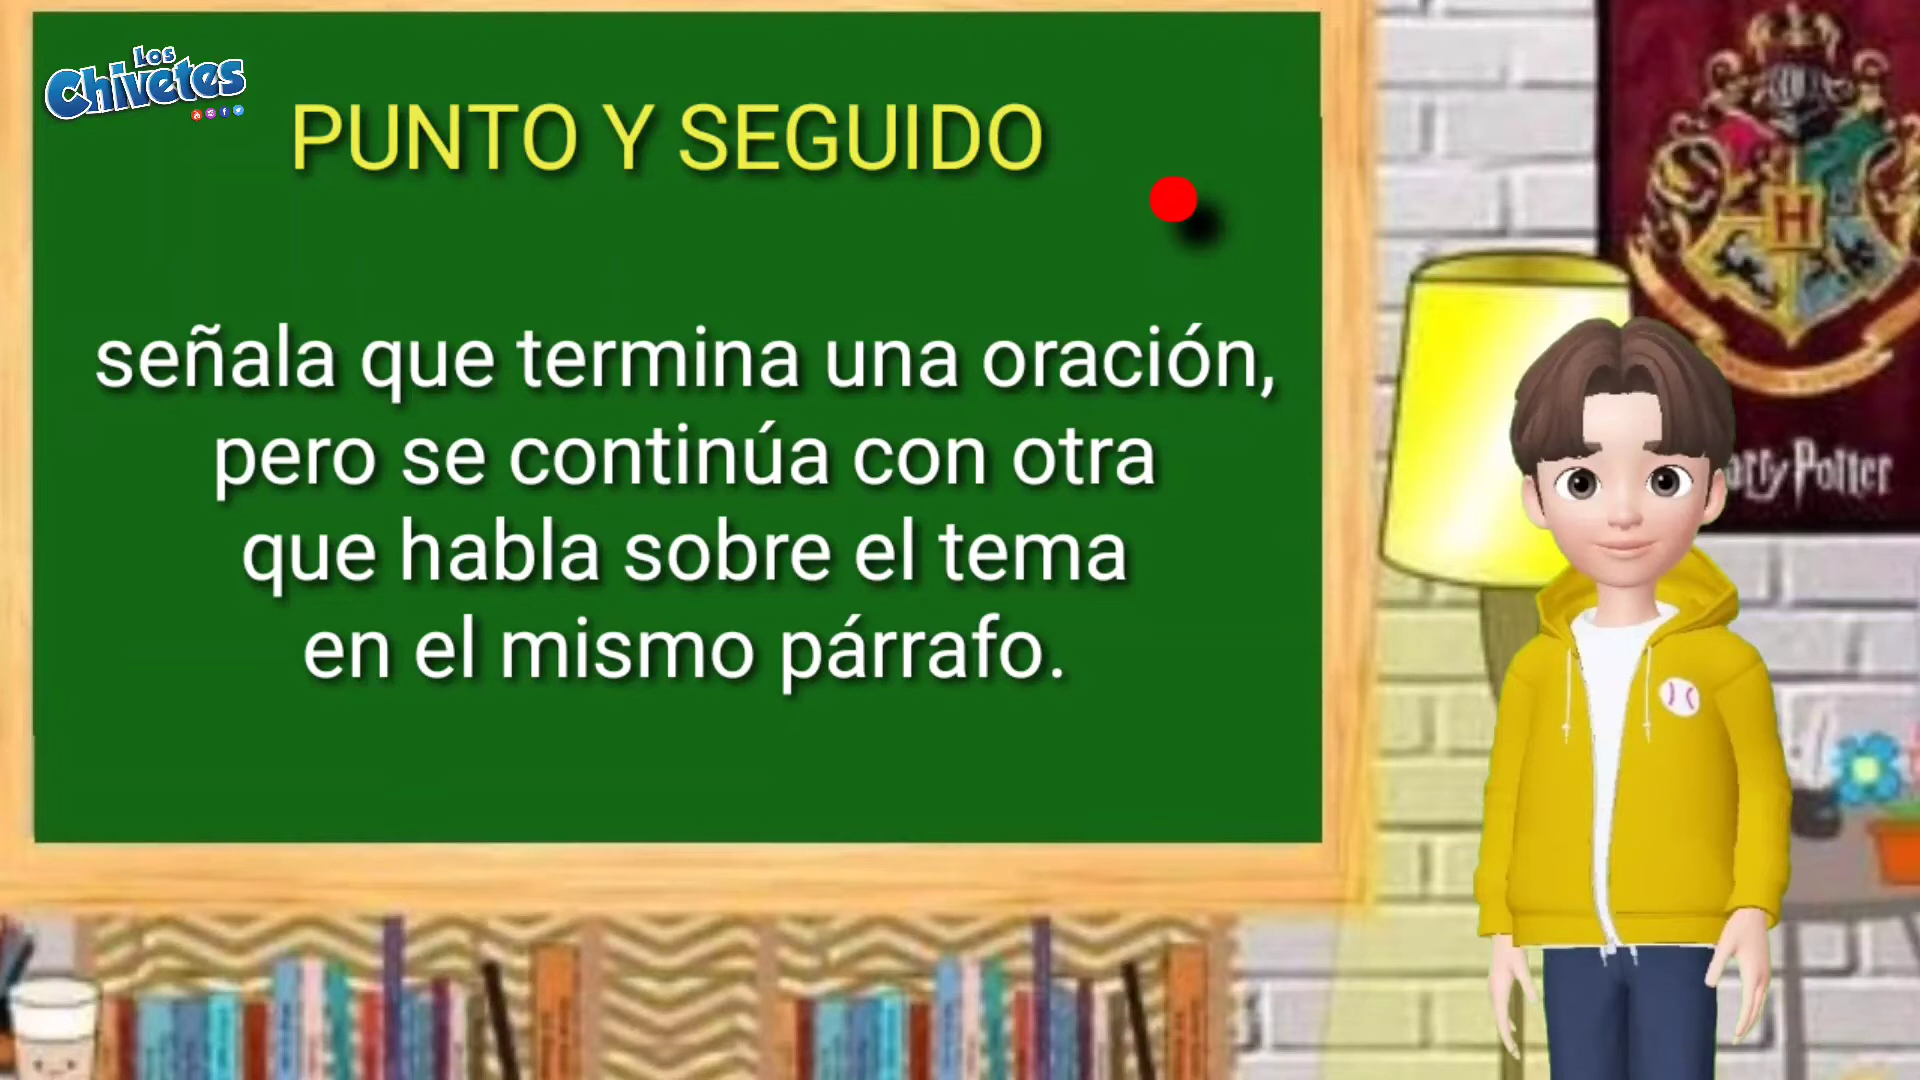 Los
Chivetes
PUNTO Y SEGUIDO
señala que termina una oración,
pero se continúa con otra
que habla sobre el tema
en el mismo párrafo.
H
Harry Potter